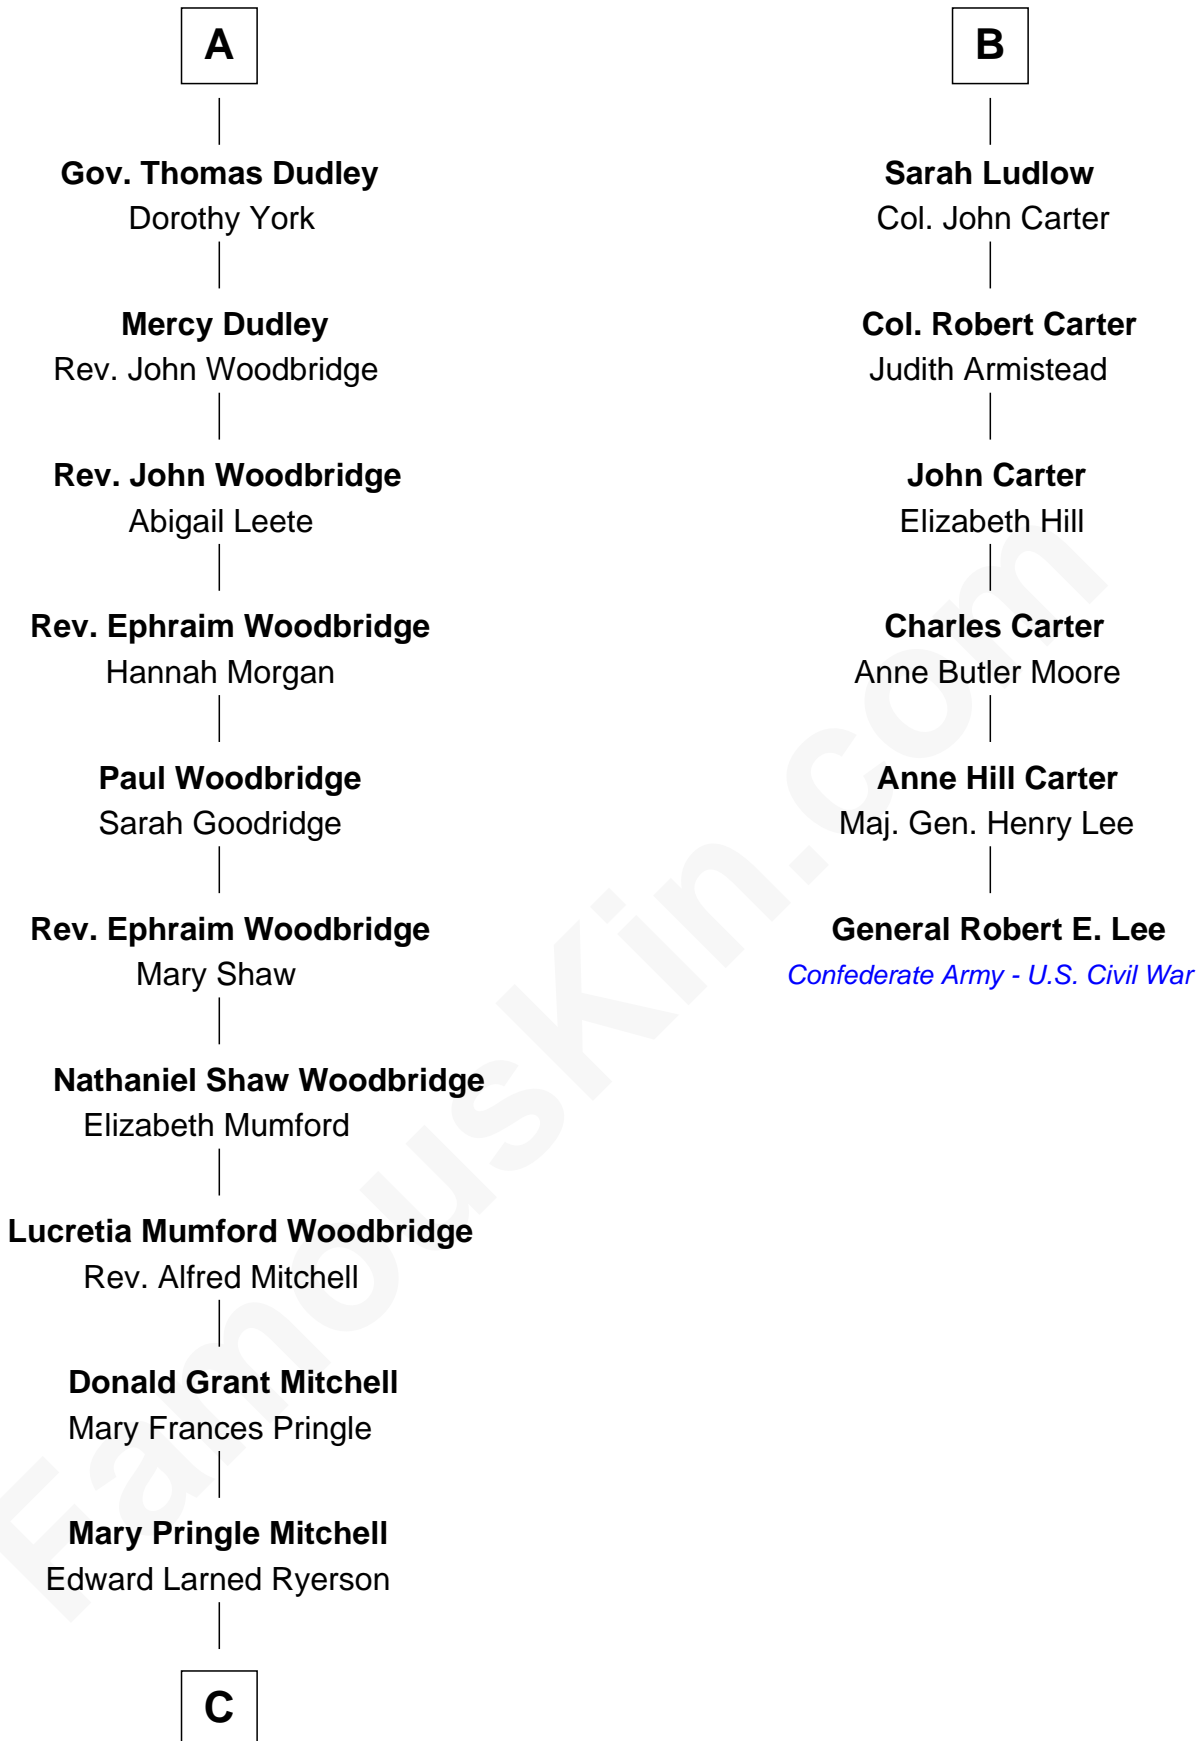 A
Gov. Thomas Dudley
Dorothy York
Mercy Dudley
Rev. John Woodbridge
Rev. John Woodbridge
Abigail Leete
Rev. Ephraim Woodbridge
Hannah Morgan
Paul Woodbridge
Sarah Goodridge
Rev. Ephraim Woodbridge
Mary Shaw
Nathaniel Shaw Woodbridge
Elizabeth Mumford
Lucretia Mumford Woodbridge
Rev. Alfred Mitchell
Donald Grant Mitchell
Mary Frances Pringle
Mary Pringle Mitchell
Edward Larned Ryerson
C
B
Sarah Ludlow
Col. John Carter
Col. Robert Carter
Judith Armistead
John Carter
Elizabeth Hill
Charles Carter
Anne Butler Moore
Anne Hill Carter
Maj. Gen. Henry Lee
General Robert E. Lee
Confederate Army - U.S. Civil War
FamousKin.com